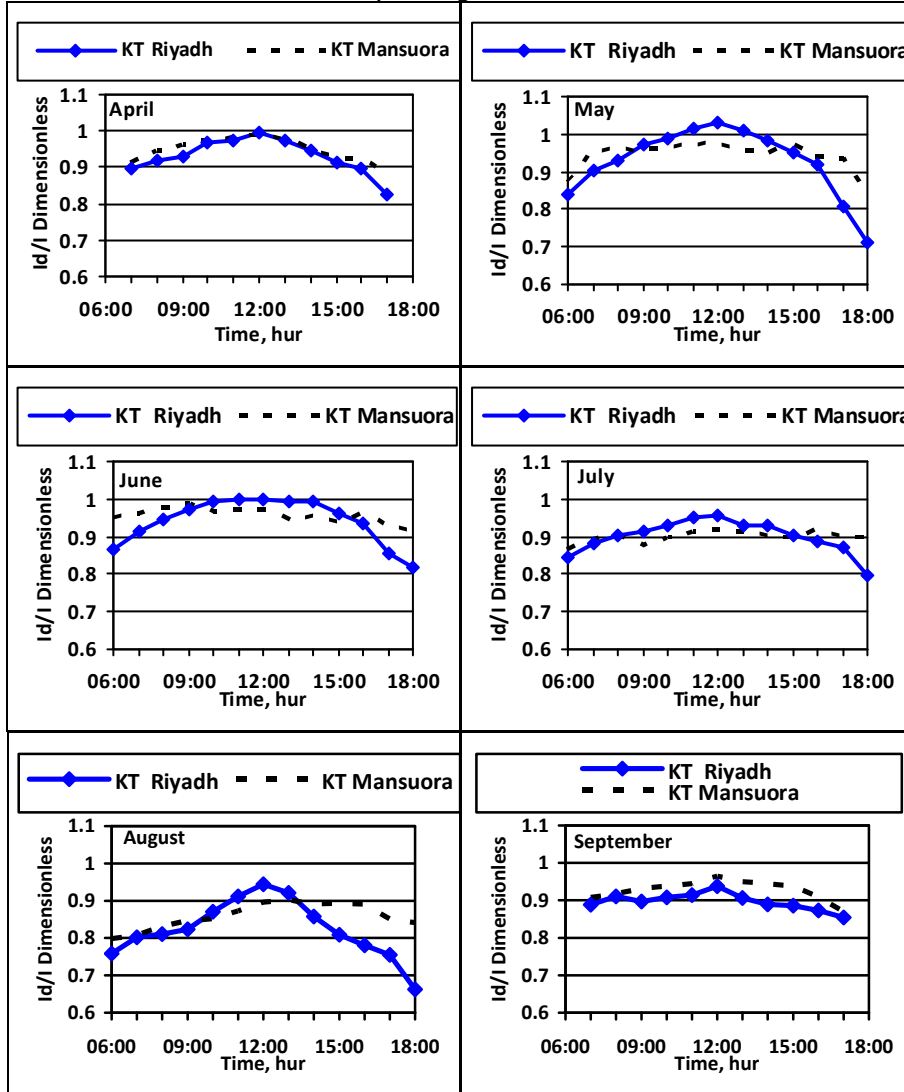 KT Riyadh KT Mansuora
April
Id/I Dimensionless
1.1
1
0.9
0.8
0.7
0.6
06:00 09:00 12:00 15:00 18:00
Time, hur
KT Riyadh KT Mansuora
May
Id/I Dimensionless
1.1
1
0.9
0.8
0.7
0.6
06:00 09:00 12:00 15:00 18:00
Time, hur
KT Riyadh KT Mansuora
June
Id/I Dimensionless
1.1
1
0.9
0.8
0.7
0.6
06:00 09:00 12:00 15:00 18:00
Time, hur
KT Riyadh KT Mansuora
July
Id/I Dimensionless
1.1
1
0.9
0.8
0.7
0.6
06:00 09:00 12:00 15:00 18:00
Time, hur
KT Riyadh KT Mansuora
August
Id/I Dimensionless
1.1
1
0.9
0.8
0.7
0.6
06:00 09:00 12:00 15:00 18:00
Time, hur
KT Riyadh
KT Mansuora
September
Id/I Dimensionless
1.1
1
0.9
0.8
0.7
0.6
06:00 09:00 12:00 15:00 18:00
Time, hur